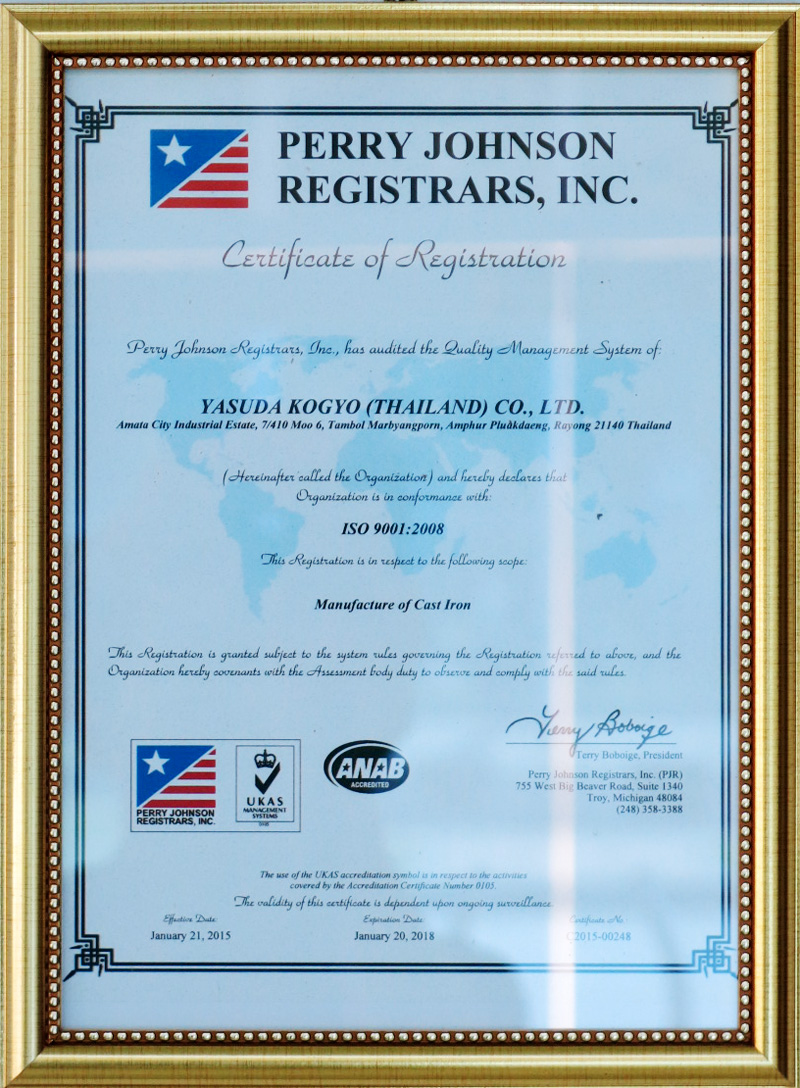 PERRY JOHNSON
REGISTRARS, INC.
Certificate of Registration
Perry Johnson Registrars, Inc., has audited the Quality Management System of:
YASUDA KOGYO (THAILAND) CO., LTD.
Amata City Industrial Estate, 7/410 Moo 6, Tambol Marbyangporn, Amphur Pluakdaeng, Rayong 21140 Thailand
(Hereinafter called the Organization) and hereby declares that
Organization is in conformance with:
ISO 9001:2008
This Registration is in respect to the following scope:
Manufacture of Cast Iron
This Registration is granted subject to the system rules governing the Registration referred to above, and the
Organization hereby covenants with the Assessment body duty to observe and comply with the said rules.
Terry Boboige
Terry Boboige, President
Perry Johnson Registrars, Inc. (PJR)
755 West Big Beaver Road, Suite 1340
Troy, Michigan 48084
(248) 358-3388
PERRY JOHNSON
REGISTRARS, INC.
UKAS
MANAGEMENT
SYSTEMS
ANAB
ACCREDITED
The use of the UKAS accreditation symbol is in respect to the activities
covered by the Accreditation Certificate Number 0105.
The validity of this certificate is dependent upon ongoing surveillance.
Effective Date: Expiration Date: Certificate No.:
January 21, 2015 January 20, 2018 C2015-00248